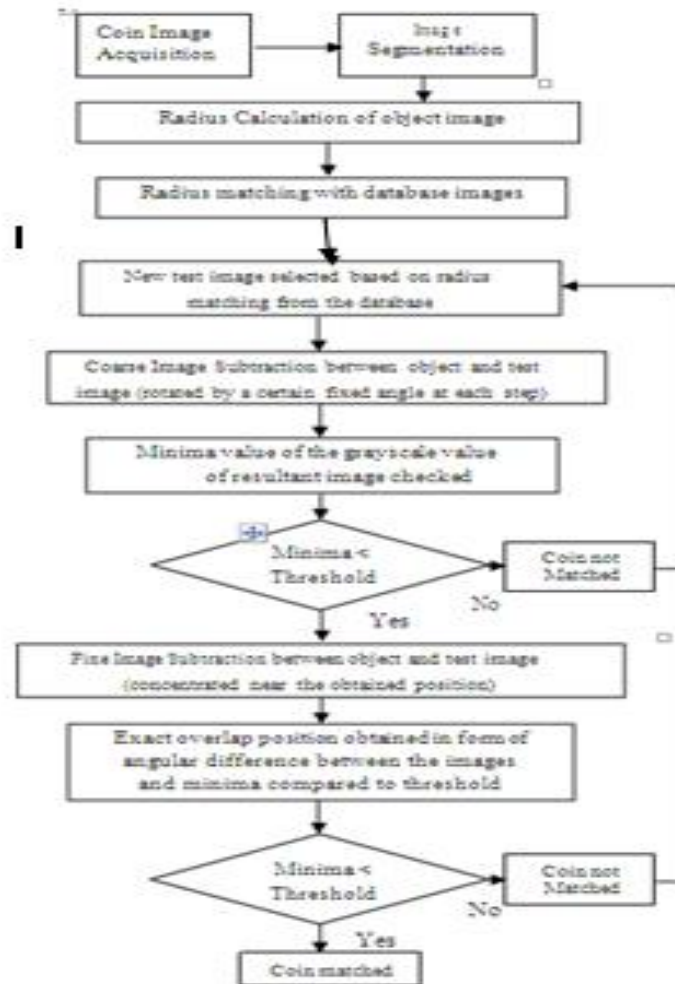 Coin Image
Acquisition
Image
Segmentation
Radius Calculation of object image
Radius matching with database images
New test image selected based on radius
matching from the database
Coarse Image Subtraction between object and test
image (rotated by a certain fixed angle at each step)
Minima value of the grayscale value
of resultant image checked
Minima <
Threshold
Coin not
Matched
No
Yes
Fine Image Subtraction between object and test image
(concentrated near the obtained position)
Exact overlap position obtained in form of
angular difference between the images
and minima compared to threshold
Minima <
Threshold
Coin not
Matched
No
Yes
Coin matched